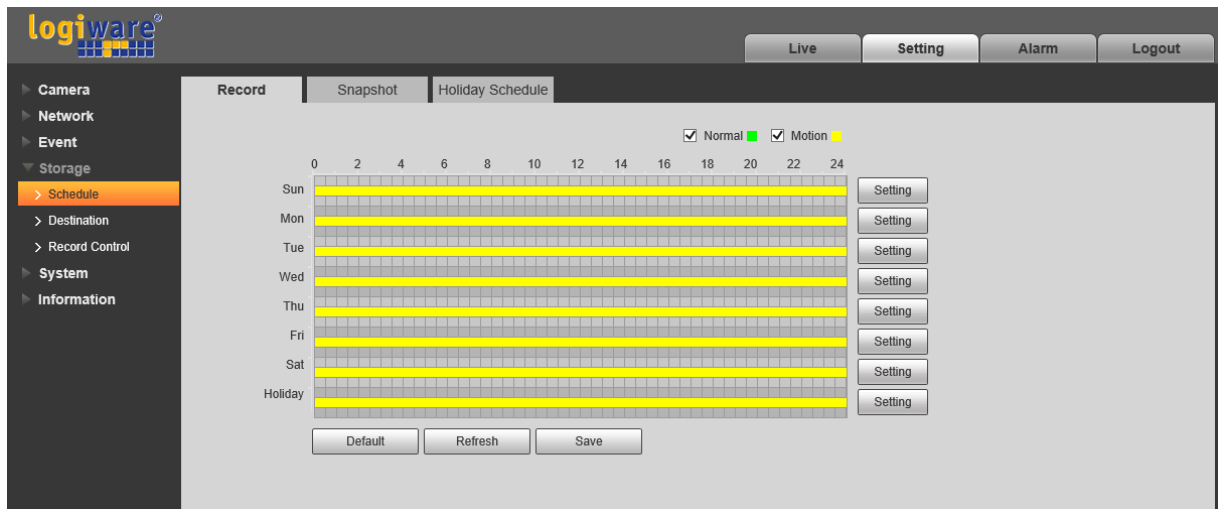 logiware®
Live Setting Alarm Logout
Camera
Network
Event
Storage
> Schedule
> Destination
> Record Control
System
Information
Record Snapshot Holiday Schedule
Normal Motion
0 2 4 6 8 10 12 14 16 18 20 22 24
Sun Setting
Mon Setting
Tue Setting
Wed Setting
Thu Setting
Fri Setting
Sat Setting
Holiday Setting
Default Refresh Save